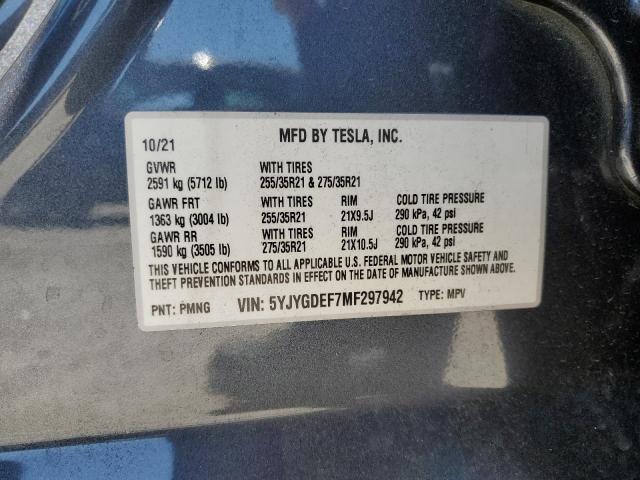 MFD BY TESLA, INC.
10/21
GVWR WITH TIRES
2591 kg (5712 lb) 255/35R21 & 275/35R21
GAWR FRT WITH TIRES RIM COLD TIRE PRESSURE
1363 kg (3004 lb) 255/35R21 21X9.5J 290 kPa, 42 psi
GAWR RR WITH TIRES RIM COLD TIRE PRESSURE
1590 kg (3505 lb) 275/35R21 21X10.5J 290 kPa, 42 psi
THIS VEHICLE CONFORMS TO ALL APPLICABLE U.S. FEDERAL MOTOR VEHICLE SAFETY AND
THEFT PREVENTION STANDARDS IN EFFECT ON THE DATE OF MANUFACTURE SHOWN ABOVE.
PNT: PMNG VIN: 5YJYGDEF7MF297942 TYPE: MPV